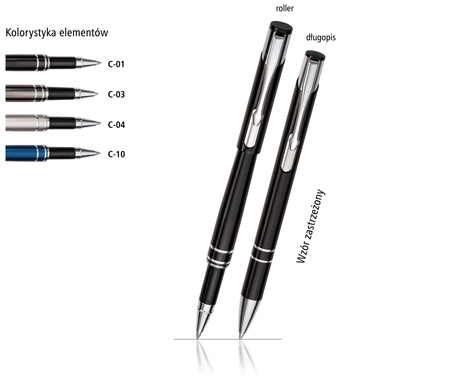 roller
długopis
Kolorystyka elementów
C-01
C-03
C-04
C-10
Wzór zastrzeżony